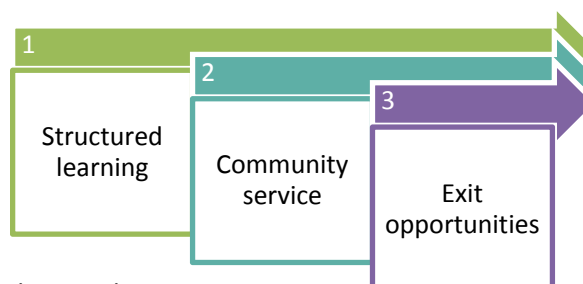 1
Structured
learning
2
Community
service
3
Exit
opportunities